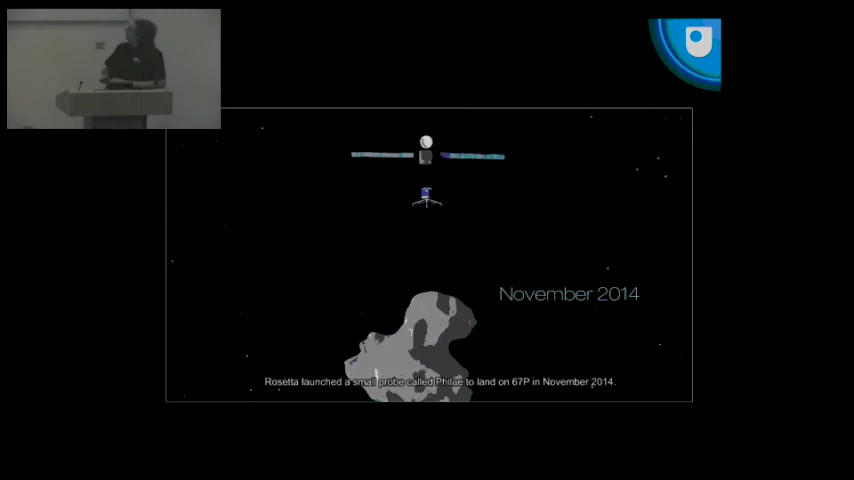 November 2014
Rosetta launched a small probe called Philae to land on 67P in November 2014.